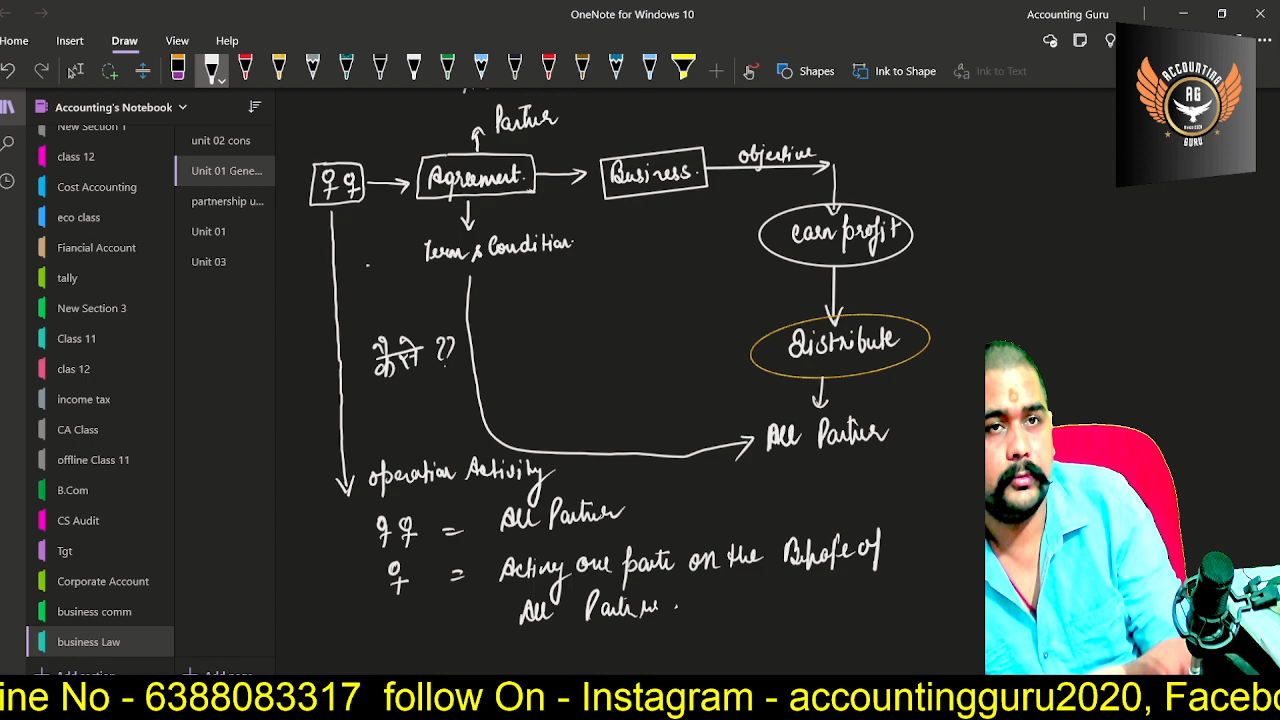 OneNote for Windows 10
Accounting Guru
Home Insert Draw View Help
Shapes
Ink to Shape
Ink to Text
ACCOUNTING
AG
GURU
Accounting's Notebook
New Section 1
class 12
Cost Accounting
eco class
Fiancial Account
tally
New Section 3
Class 11
clas 12
income tax
CA Class
offline Class 11
B.Com
CS Audit
Tgt
Corporate Account
business comm
business Law
unit 02 cons
Unit 01 Gene...
partnership u...
Unit 01
Unit 03
Partner
Agreement.
Business.
objective
Term & Condition
earn profit
Distribute
??
All Partner
operation Activity
= All Partner
= Acting one partn on the Behofe of
All Partner.
ine No - 6388083317 follow On - Instagram - accountingguru2020, Facebo